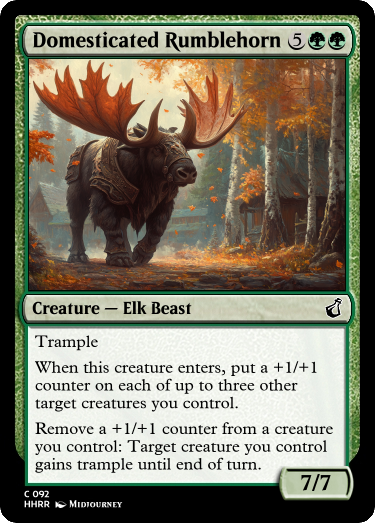 Domesticated Rumblehorn 5
Creature — Elk Beast
Trample
When this creature enters, put a +1/+1
counter on each of up to three other
target creatures you control.
Remove a +1/+1 counter from a creature
you control: Target creature you control
gains trample until end of turn.
7/7
C 092
HHRR MIDJOURNEY